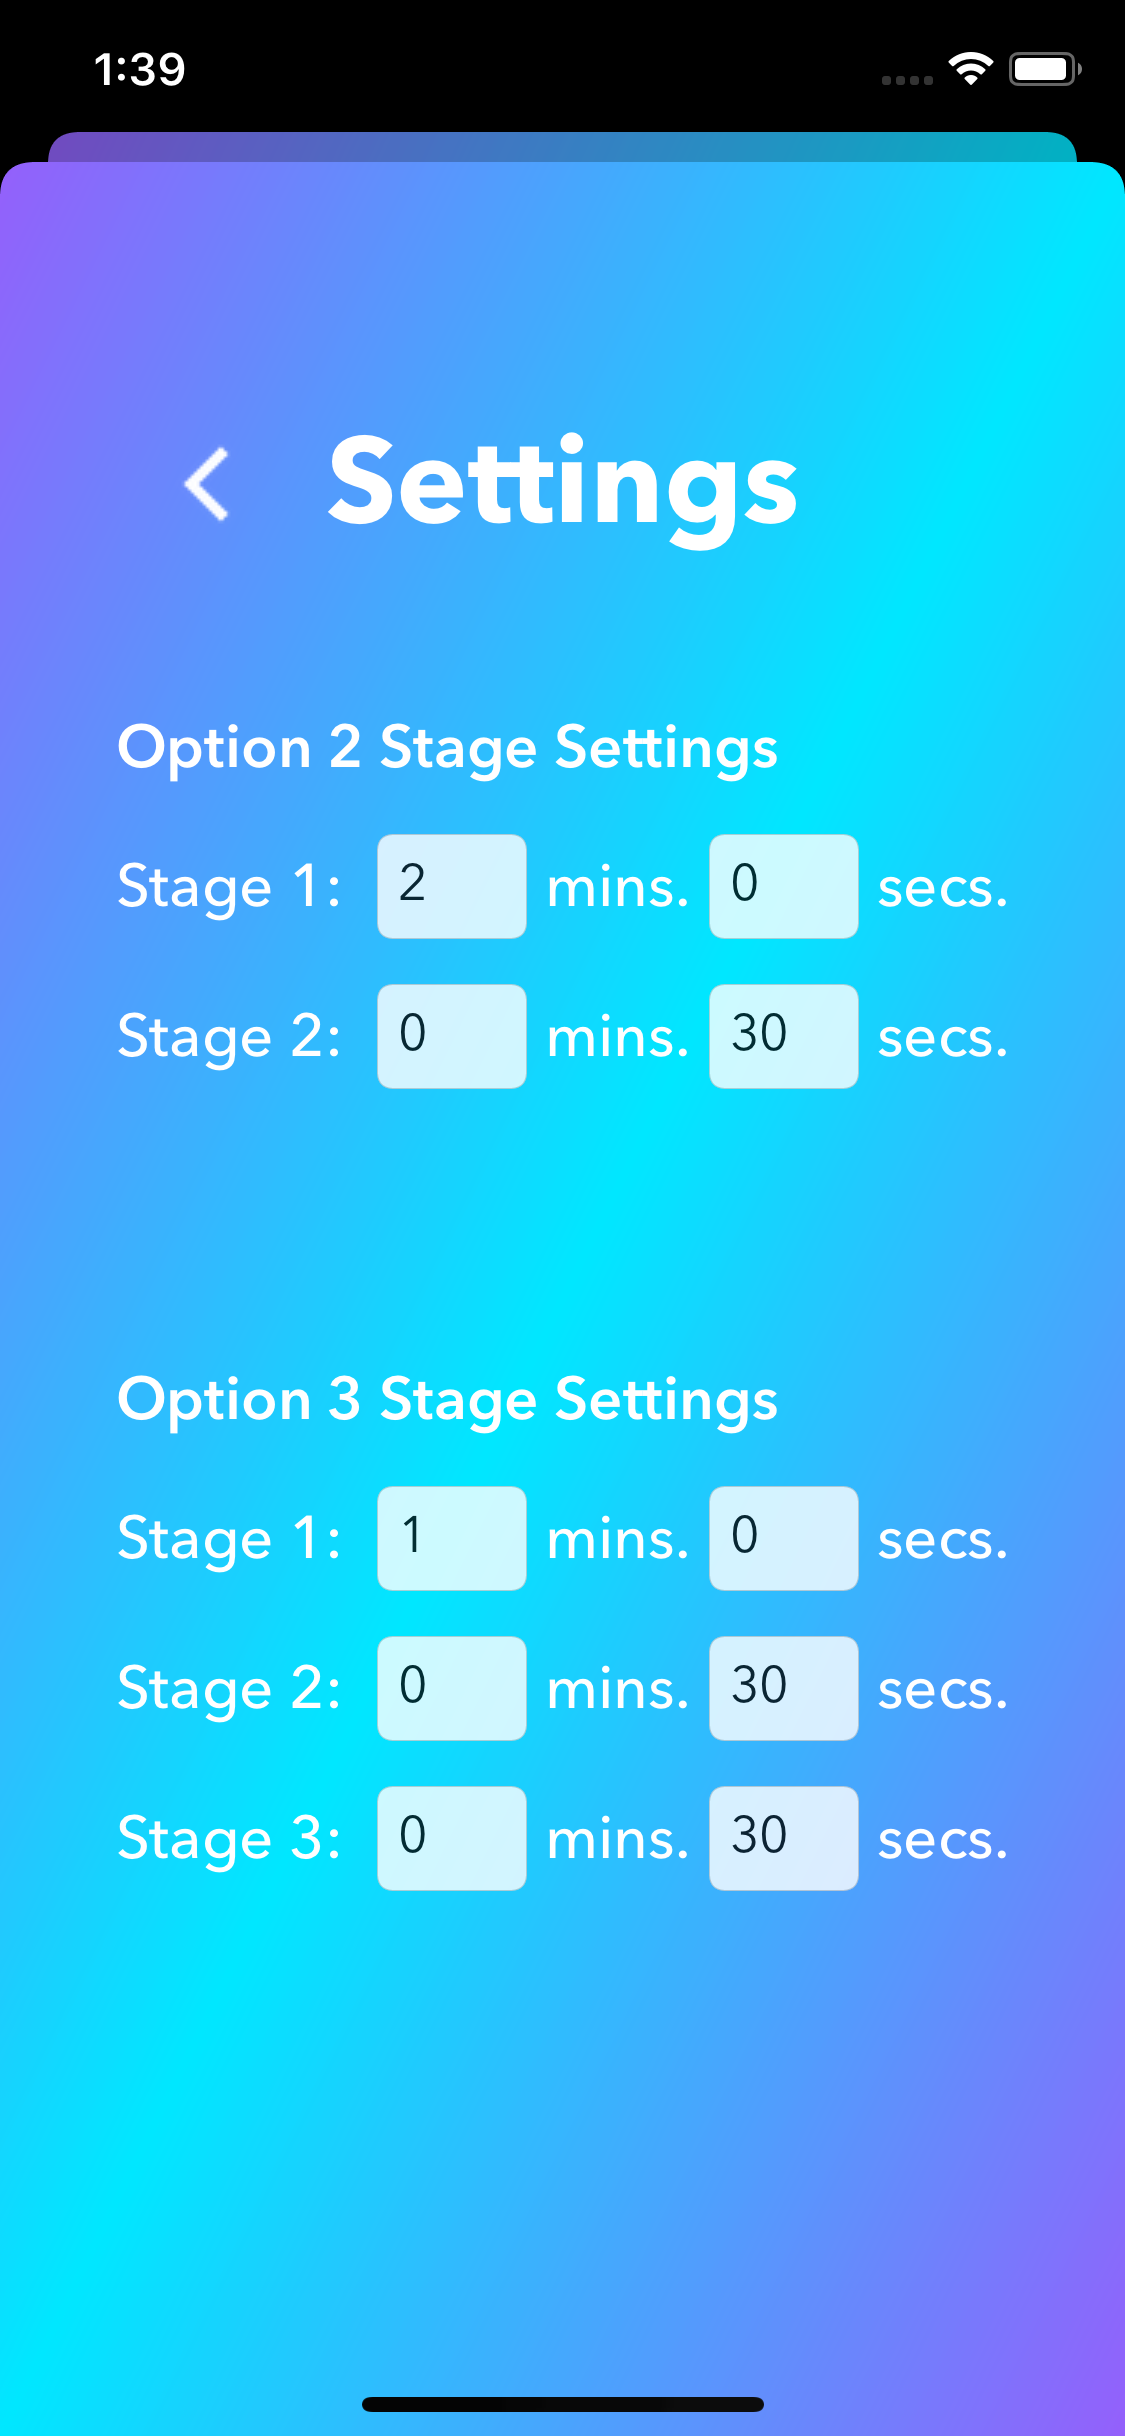 1:39
Settings
Option 2 Stage Settings
Stage 1: 2 mins. 0 secs.
Stage 2: 0 mins. 30 secs.
Option 3 Stage Settings
Stage 1: 1 mins. 0 secs.
Stage 2: 0 mins. 30 secs.
Stage 3: 0 mins. 30 secs.